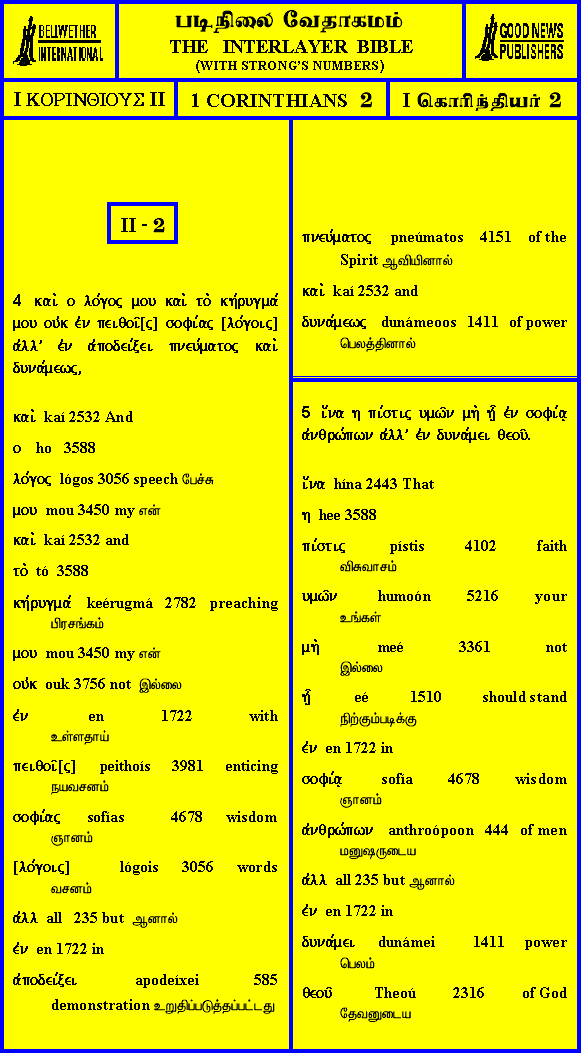 BELLWETHER
INTERNATIONAL
படிநிலை வேதாகமம்
THE INTERLAYER BIBLE
(WITH STRONG'S NUMBERS)
GOOD NEWS
PUBLISHERS
I ΚΟΡΙΝΘΙΟΥΣ II
1 CORINTHIANS 2
I கொரிந்தியர் 2
II - 2
4 καὶ ο λόγος μου καὶ τὸ κήρυγμά
μου οὐκ ἐν πειθοῖ[ς] σοφίας [λόγοις]
ἀλλ’ ἐν ἀποδείξει πνεύματος καὶ
δυνάμεως,
καὶ kaí 2532 And
ο ho 3588
λόγος lógos 3056 speech பேச்சு
μου mou 3450 my என்
καὶ kaí 2532 and
τὸ tó 3588
κήρυγμά keérugmá 2782 preaching
பிரசங்கம்
μου mou 3450 my என்
οὐκ ouk 3756 not இல்லை
ἐν en 1722 with
உள்ளதாய்
πειθοῖ[ς] peithoís 3981 enticing
நயவசனம்
σοφίας sofías 4678 wisdom
ஞானம்
[λόγοις] lógois 3056 words
வசனம்
ἀλλ all 235 but ஆனால்
ἐν en 1722 in
ἀποδείξει apodeíxei 585
demonstration உறுதிப்படுத்தப்பட்டது
πνεύματος pneúmatos 4151 of the
Spirit ஆவியினால்
καὶ kaí 2532 and
δυνάμεως dunámeoos 1411 of power
பெலத்தினால்
5 ἵνα η πίστις υμῶν μὴ ᾖ ἐν σοφίᾳ
ἀνθρώπων ἀλλ’ ἐν δυνάμει θεοῦ.
ἵνα hína 2443 That
η hee 3588
πίστις pístis 4102 faith
விசுவாசம்
υμῶν humoón 5216 your
உங்கள்
μὴ meé 3361 not
இல்லை
ᾖ eé 1510 should stand
நிற்கும்படிக்கு
ἐν en 1722 in
σοφίᾳ sofía 4678 wisdom
ஞானம்
ἀνθρώπων anthroópoon 444 of men
மனுஷருடைய
ἀλλ all 235 but ஆனால்
ἐν en 1722 in
δυνάμει dunámei 1411 power
பெலம்
θεοῦ Theoú 2316 of God
தேவனுடைய